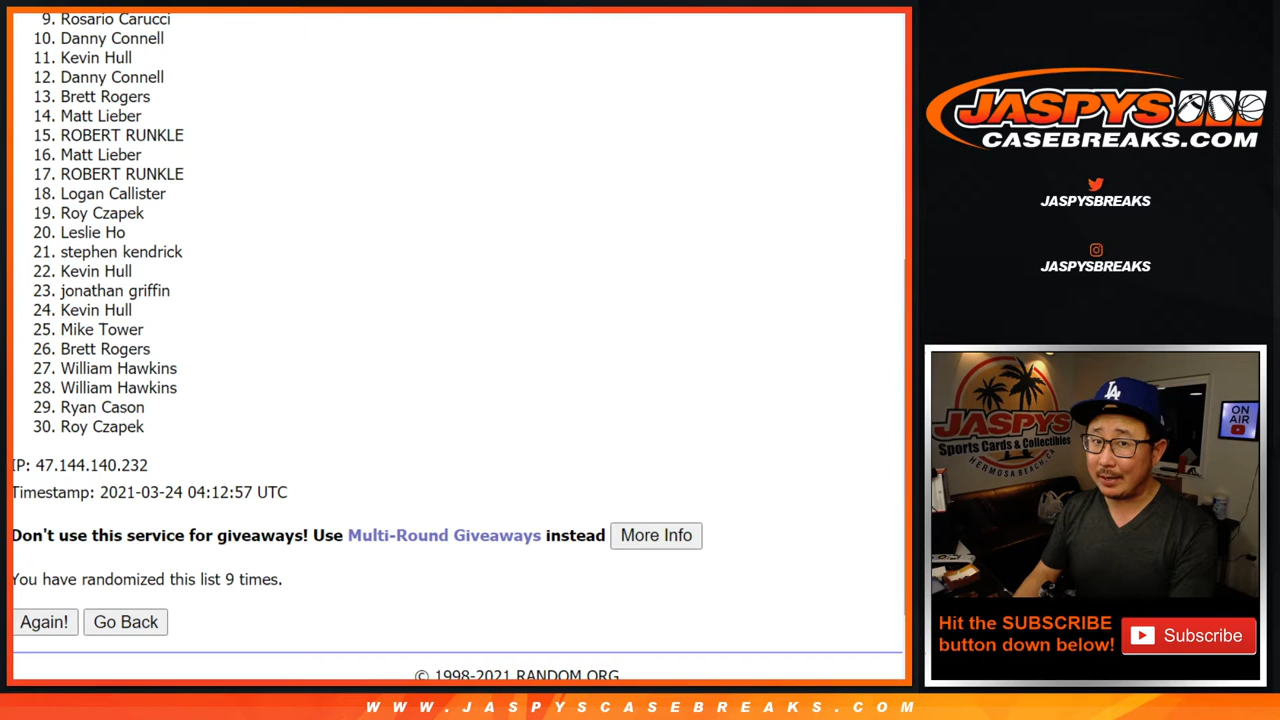 9. Rosario Carucci
10. Danny Connell
11. Kevin Hull
12. Danny Connell
13. Brett Rogers
14. Matt Lieber
15. ROBERT RUNKLE
16. Matt Lieber
17. ROBERT RUNKLE
18. Logan Callister
19. Roy Czapek
20. Leslie Ho
21. stephen kendrick
22. Kevin Hull
23. jonathan griffin
24. Kevin Hull
25. Mike Tower
26. Brett Rogers
27. William Hawkins
28. William Hawkins
29. Ryan Cason
30. Roy Czapek
IP: 47.144.140.232
Timestamp: 2021-03-24 04:12:57 UTC
Don't use this service for giveaways! Use Multi-Round Giveaways instead More Info
You have randomized this list 9 times.
Again! Go Back
© 1998-2021 RANDOM.ORG
JASPYS
CASEBREAKS.COM
JASPYSBREAKS
JASPYSBREAKS
JASPYS
Sports Cards & Collectibles
HERMOSA BEACH, CA
LA
ON
AIR
Hit the SUBSCRIBE
button down below!
Subscribe
WWW.JASPYSCASEBREAKS.COM